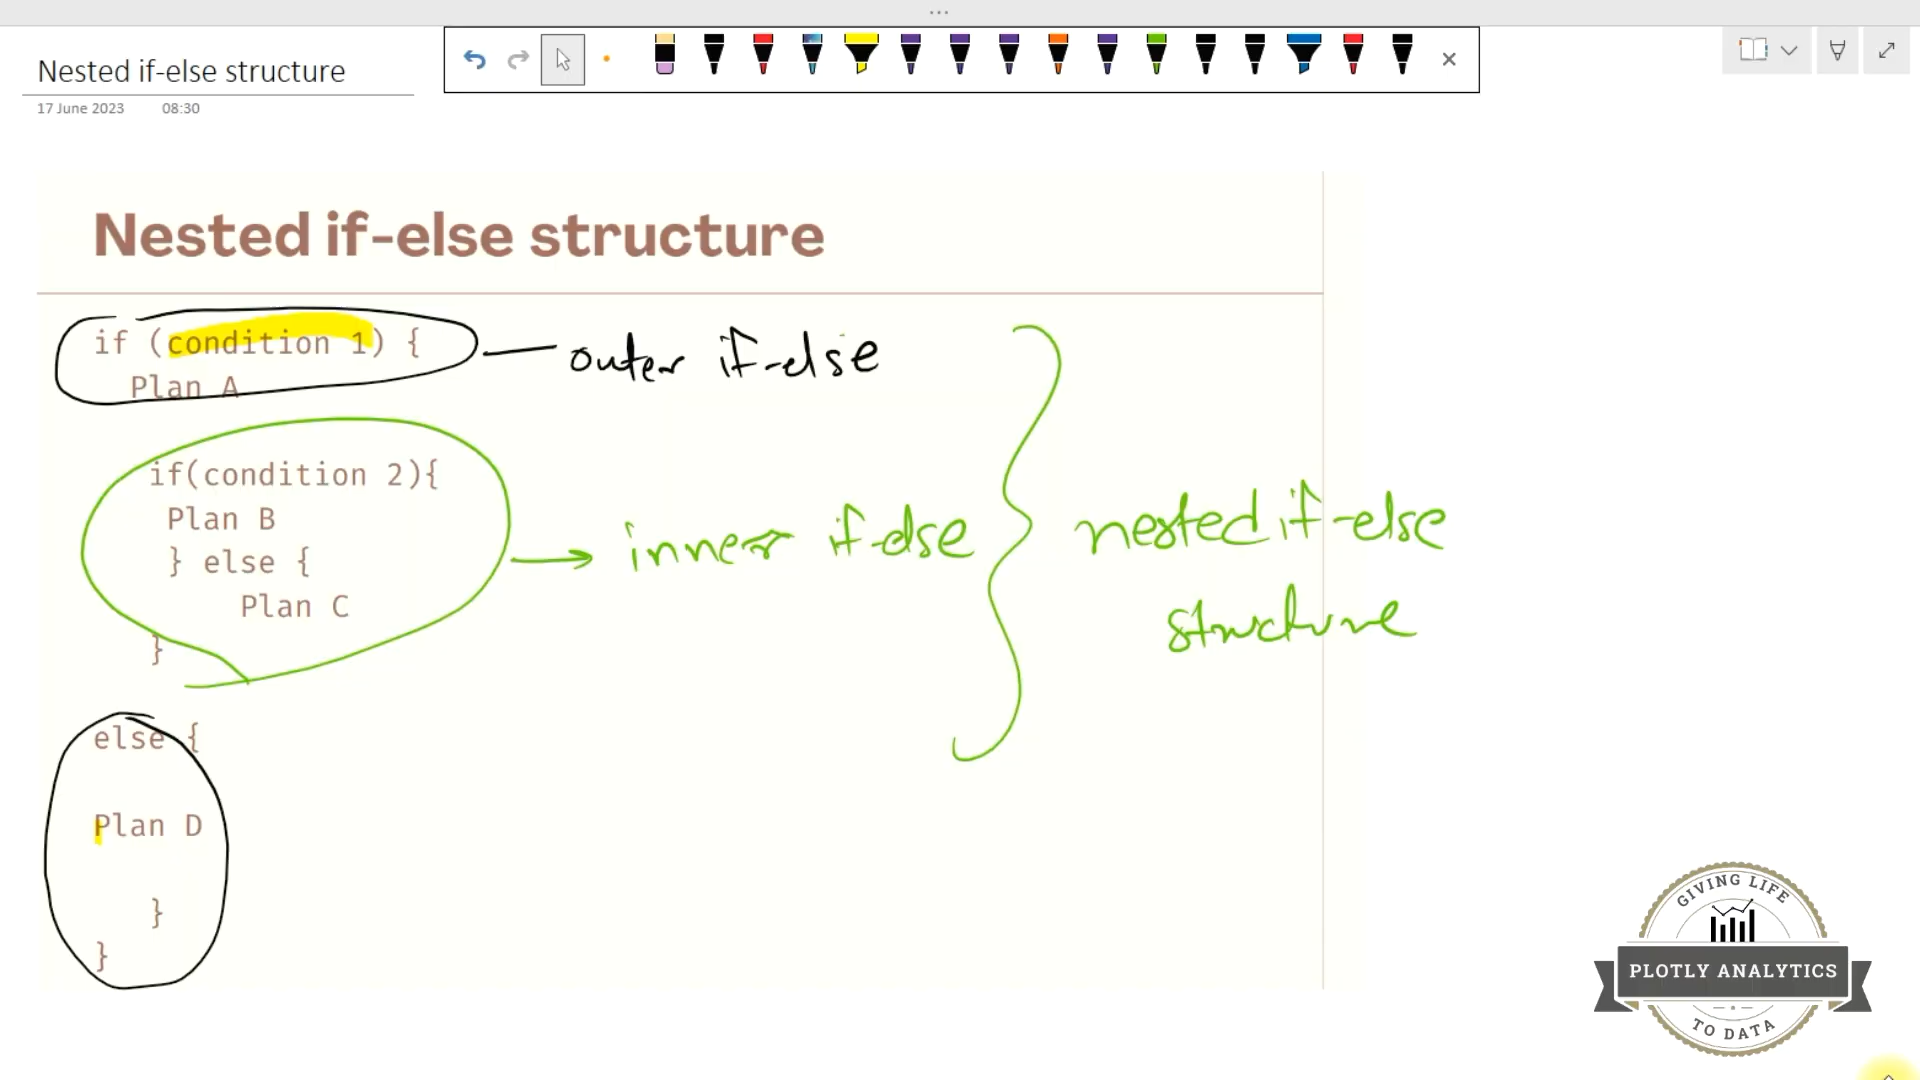 Nested if-else structure
17 June 2023 08:30
Nested if-else structure
if (condition 1) {
Plan A
outer if-else
if(condition 2){
Plan B
} else {
Plan C
}
inner if-else
nested if-else
structure
else {
Plan D
}
}
GIVING LIFE
PLOTLY ANALYTICS
TO DATA